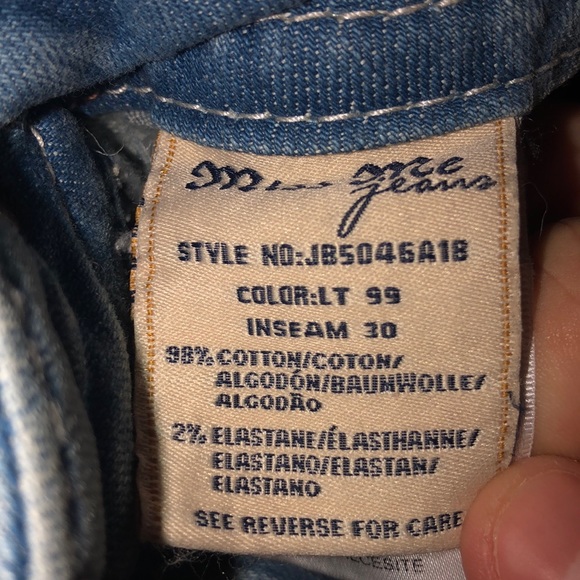 Miss Me
jeans
STYLE NO:JB5046A18
COLOR:LT 99
INSEAM 30
98% COTTON/COTON/
ALGODÓN/BAUMWOLLE/
ALGODÃO
2% ELASTANE/ÉLASTHANNE/
ELASTANO/ELASTAN/
ELASTANO
SEE REVERSE FOR CARE